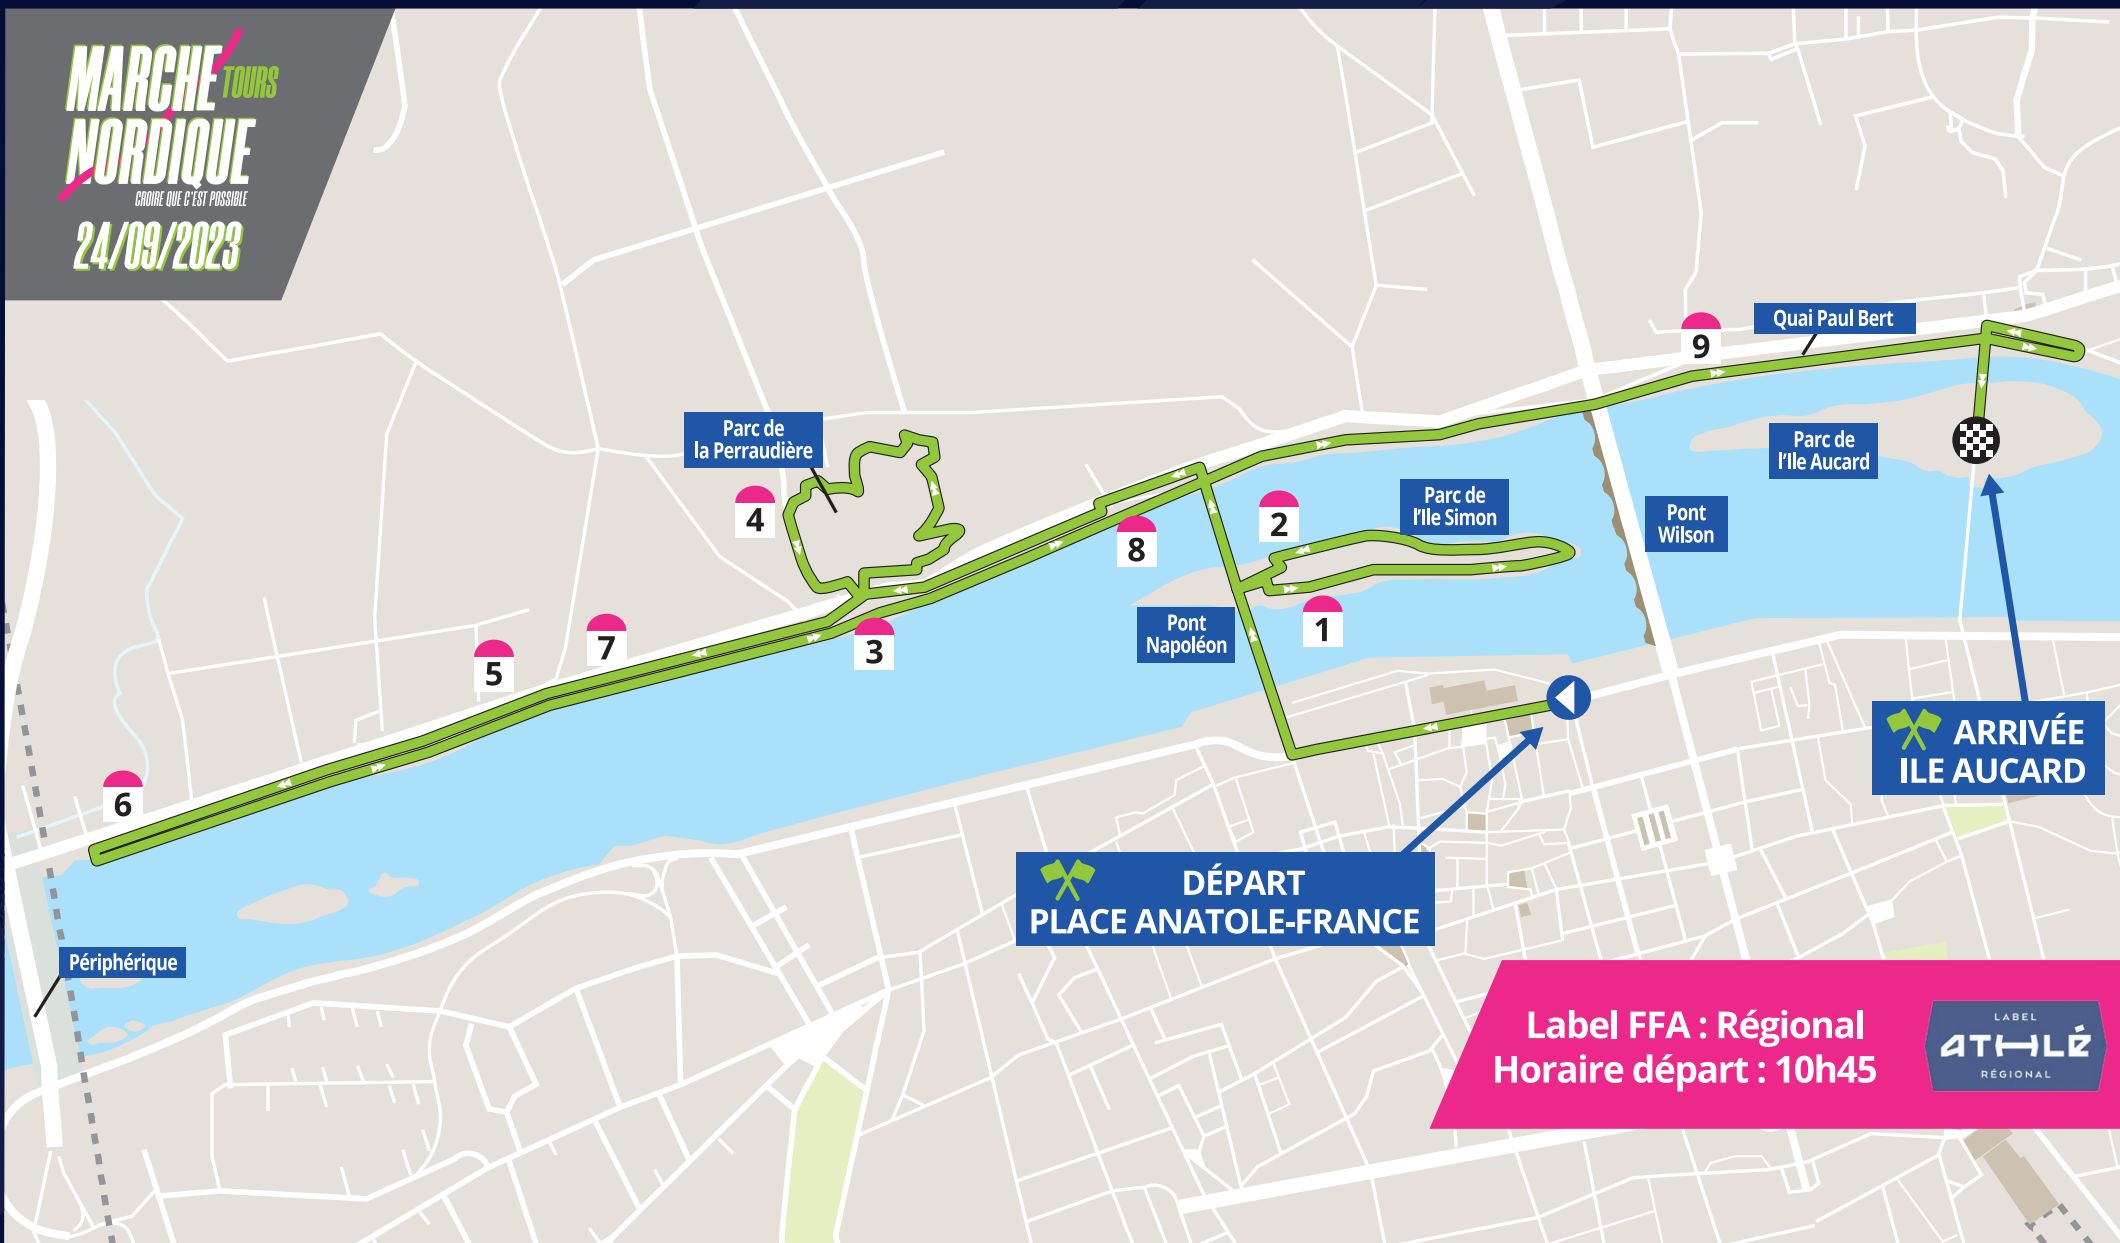 MARCHE
TOURS
NORDIQUE
CROIRE QUE C'EST POSSIBLE
24/09/2023
Quai Paul Bert
9
Parc de
la Perraudière
Parc de
l'Ile Aucard
4
2
Parc de
l'Ile Simon
Pont
Wilson
8
1
Pont
Napoléon
3
7
5
6
ARRIVÉE
ILE AUCARD
DÉPART
PLACE ANATOLE-FRANCE
Périphérique
Label FFA : Régional
Horaire départ : 10h45
LABEL
ATHLÉ
RÉGIONAL